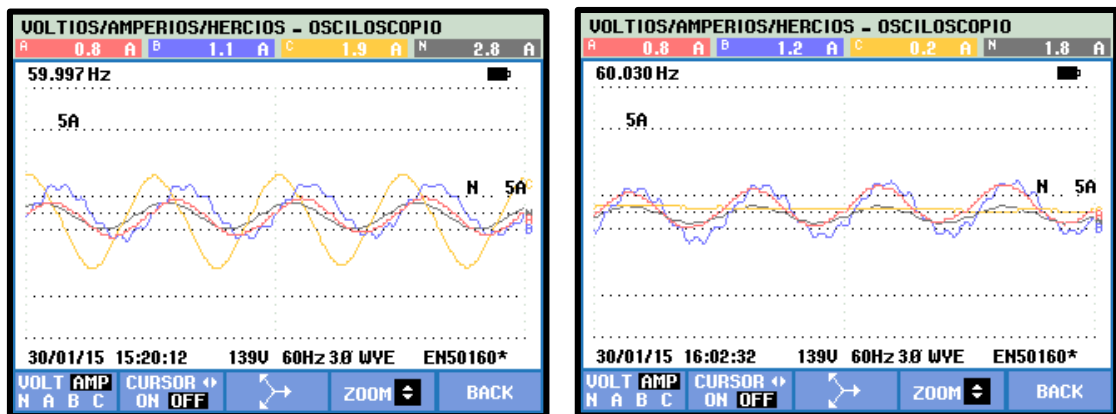 VOLTIOS/AMPERIOS/HERCIOS - OSCILOSCOPIO
A 0.8 A B 1.1 A C 1.9 A N 2.8 A
59.997 Hz
5A
N 5A
30/01/15 15:20:12 139V 60Hz 3Ø WYE EN50160*
VOLT AMP CURSOR
N A B C ON OFF ZOOM BACK
VOLTIOS/AMPERIOS/HERCIOS - OSCILOSCOPIO
A 0.8 A B 1.2 A C 0.2 A N 1.8 A
60.030 Hz
5A
N 5A
30/01/15 16:02:32 139V 60Hz 3Ø WYE EN50160*
VOLT AMP CURSOR
N A B C ON OFF ZOOM BACK